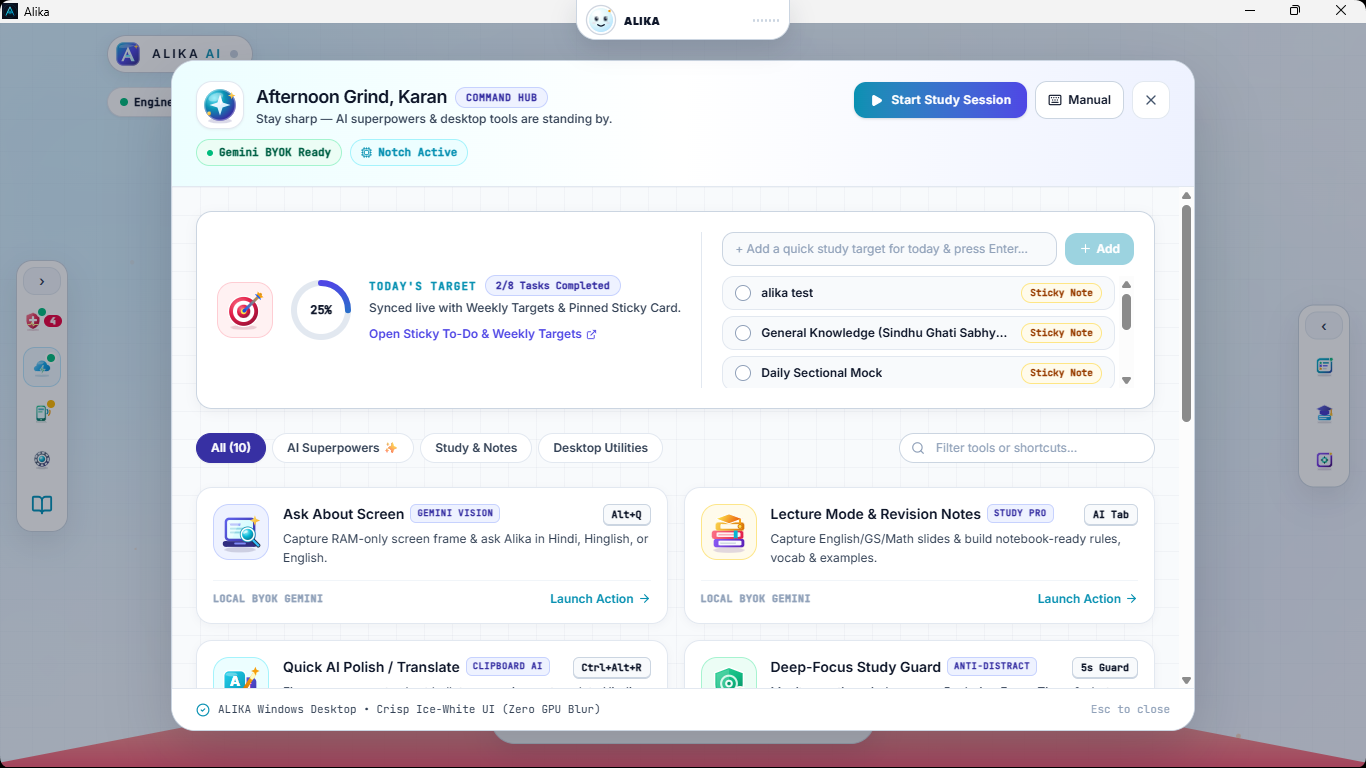 Alika
ALIKA
ALIKA AI
Engine
Afternoon Grind, Karan
COMMAND HUB
Stay sharp — AI superpowers & desktop tools are standing by.
Start Study Session
Manual
Gemini BYOK Ready
Notch Active
4
25%
TODAY'S TARGET
2/8 Tasks Completed
Synced live with Weekly Targets & Pinned Sticky Card.
Open Sticky To-Do & Weekly Targets
+ Add a quick study target for today & press Enter...
+ Add
alika test
Sticky Note
General Knowledge (Sindhu Ghati Sabhy...
Sticky Note
Daily Sectional Mock
Sticky Note
All (10)
AI Superpowers ✨
Study & Notes
Desktop Utilities
Filter tools or shortcuts...
Ask About Screen
GEMINI VISION
Alt+Q
Capture RAM-only screen frame & ask Alika in Hindi, Hinglish, or
English.
LOCAL BYOK GEMINI
Launch Action →
Lecture Mode & Revision Notes
STUDY PRO
AI Tab
Capture English/GS/Math slides & build notebook-ready rules,
vocab & examples.
LOCAL BYOK GEMINI
Launch Action →
Quick AI Polish / Translate
CLIPBOARD AI
Ctrl+Alt+R
Deep-Focus Study Guard
ANTI-DISTRACT
5s Guard
ALIKA Windows Desktop • Crisp Ice-White UI (Zero GPU Blur)
Esc to close